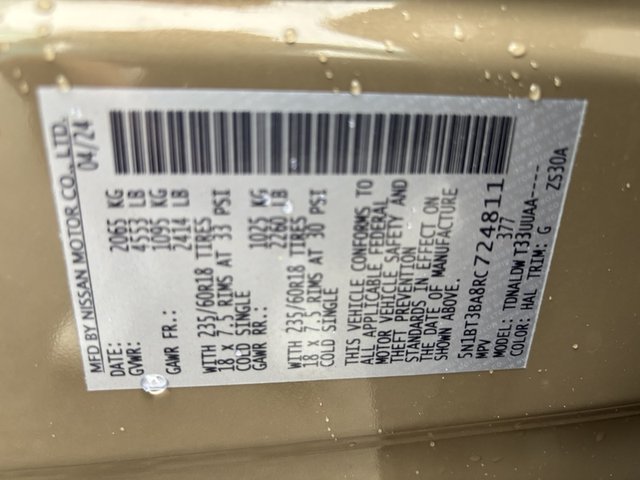 MFD BY NISSAN MOTOR CO., LTD.
DATE: 04/24
GVWR: 2065 KG
4553 LB
GAWR FR.: 1095 KG
2414 LB
WITH 235/60R18 TIRES
18 x 7.5 RIMS AT 33 PSI
COLD SINGLE
GAWR RR.: 1025 KG
2260 LB
WITH 235/60R18 TIRES
18 x 7.5 RIMS AT 30 PSI
COLD SINGLE
THIS VEHICLE CONFORMS TO
ALL APPLICABLE FEDERAL
MOTOR VEHICLE SAFETY AND
THEFT PREVENTION
STANDARDS IN EFFECT ON
THE DATE OF MANUFACTURE
SHOWN ABOVE.
5N1BT3BA8RC724811
MPV 377
MODEL: TDNALDW T33UUAA----
COLOR: HAL TRIM: G ZS30A